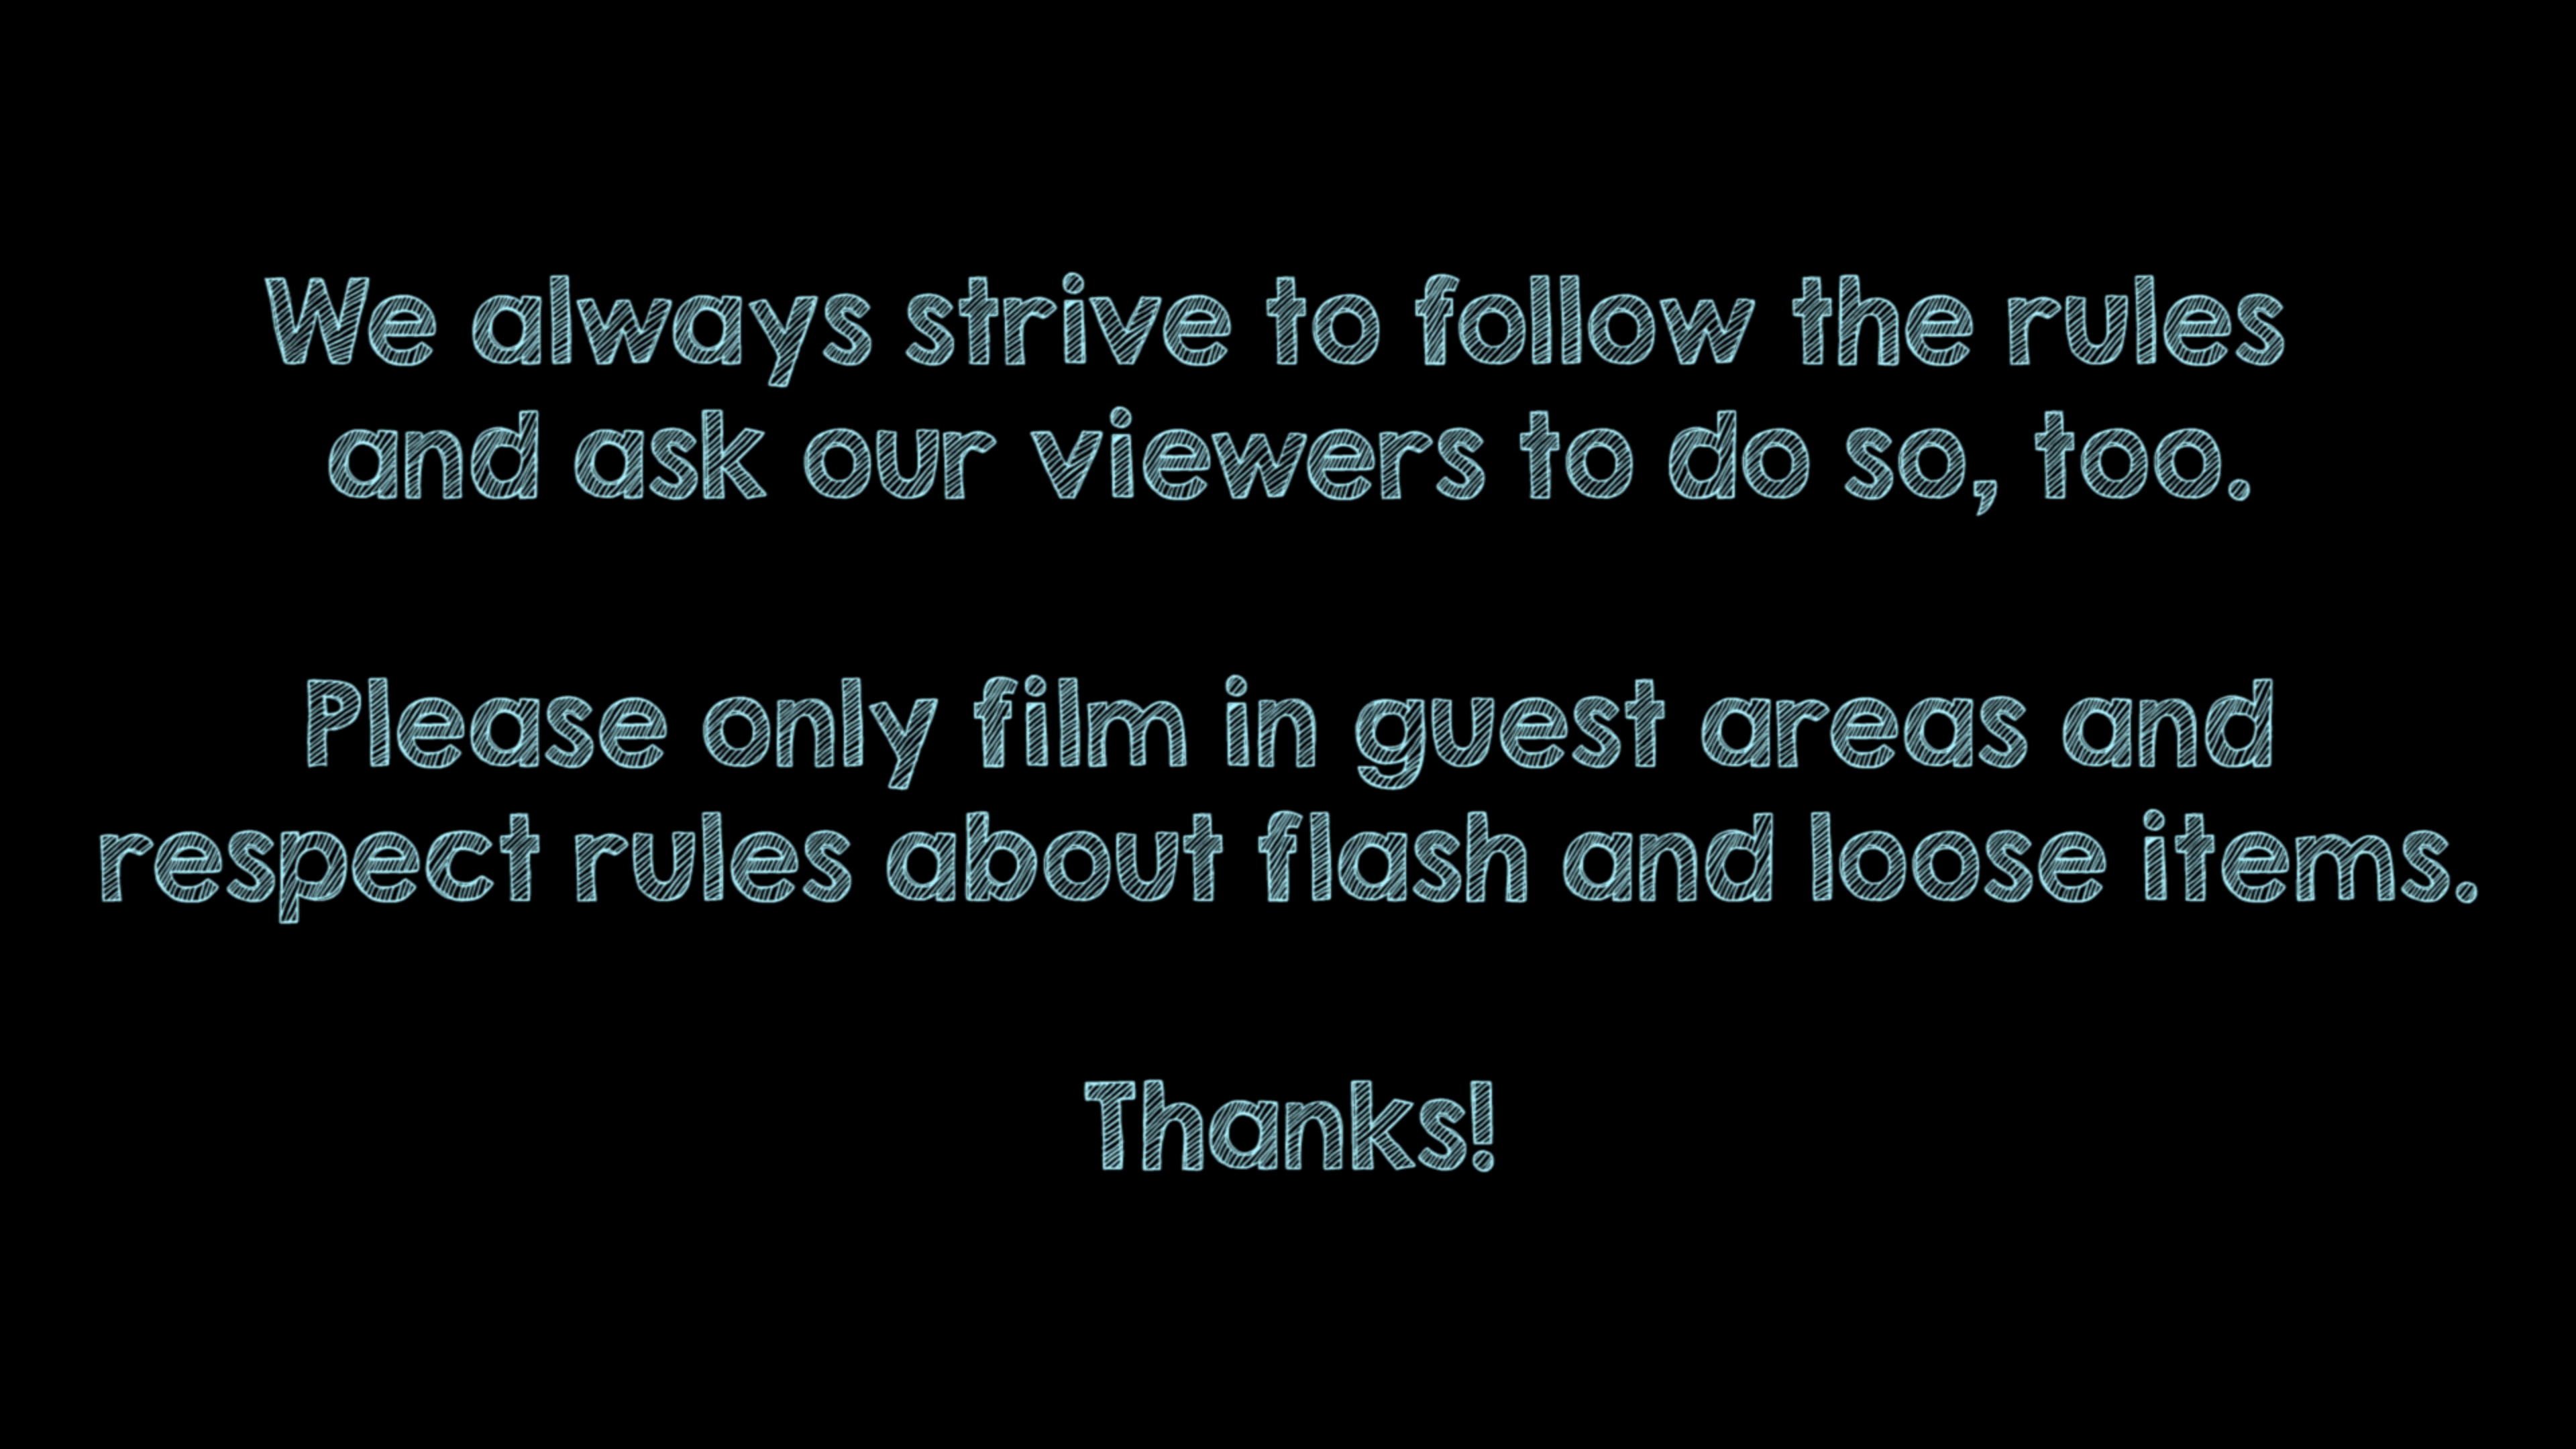 We always strive to follow the rules
and ask our viewers to do so, too.
Please only film in guest areas and
respect rules about flash and loose items.
Thanks!